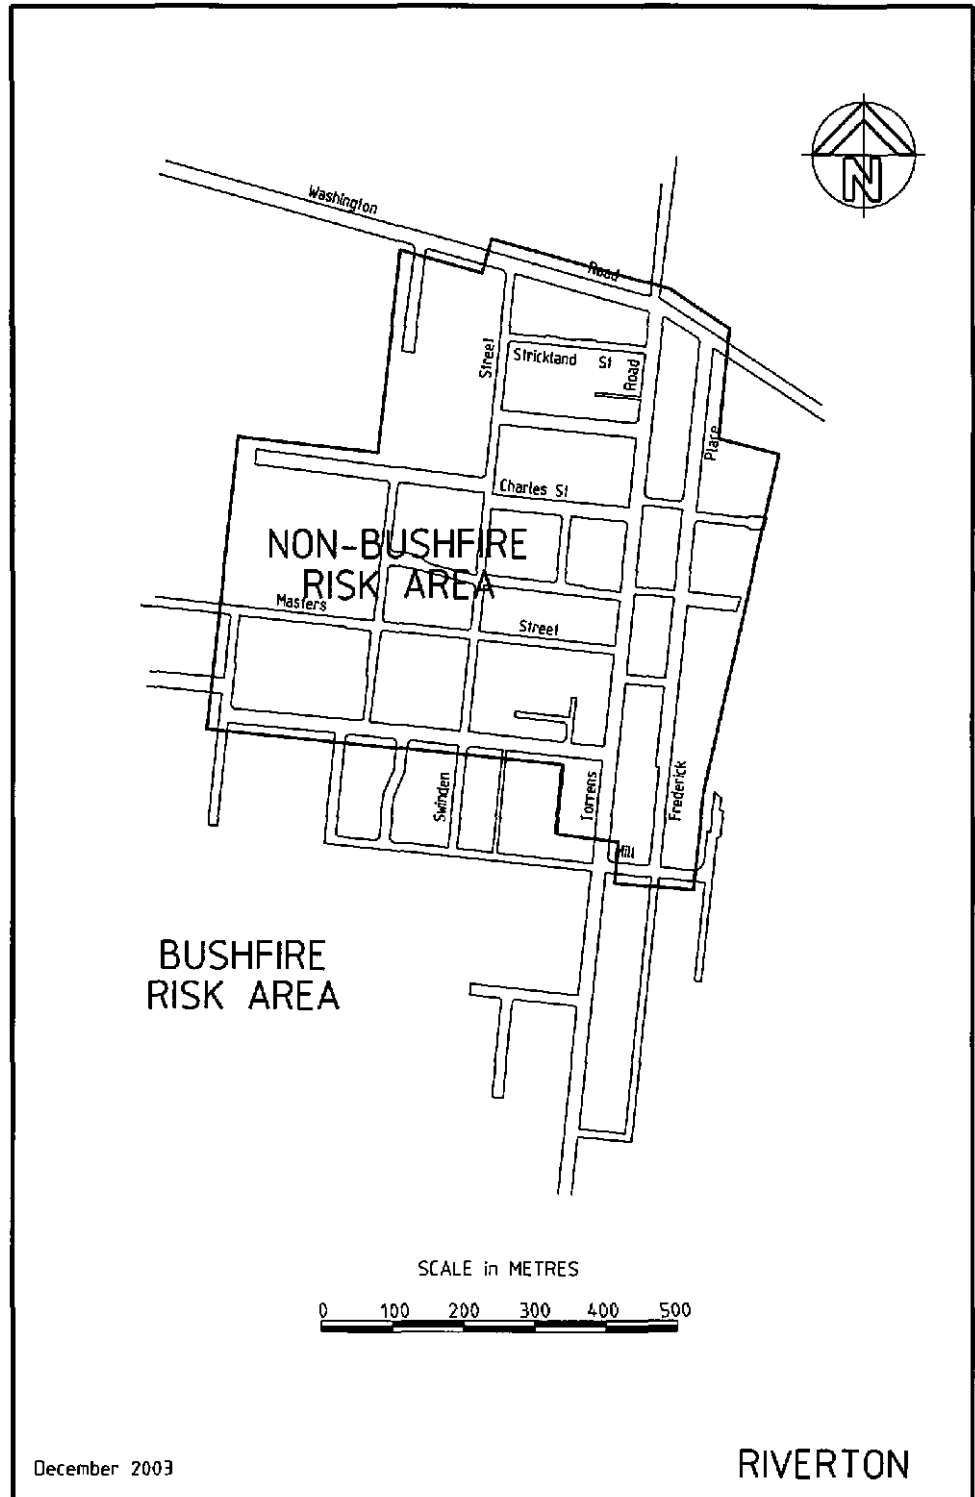 N
Washington
Road
Street
Strickland St
Road
Place
Charles St
NON-BUSHFIRE
RISK AREA
Masters
Street
Swinden
Torrens
Frederick
Hill
BUSHFIRE
RISK AREA
SCALE in METRES
0 100 200 300 400 500
December 2003
RIVERTON